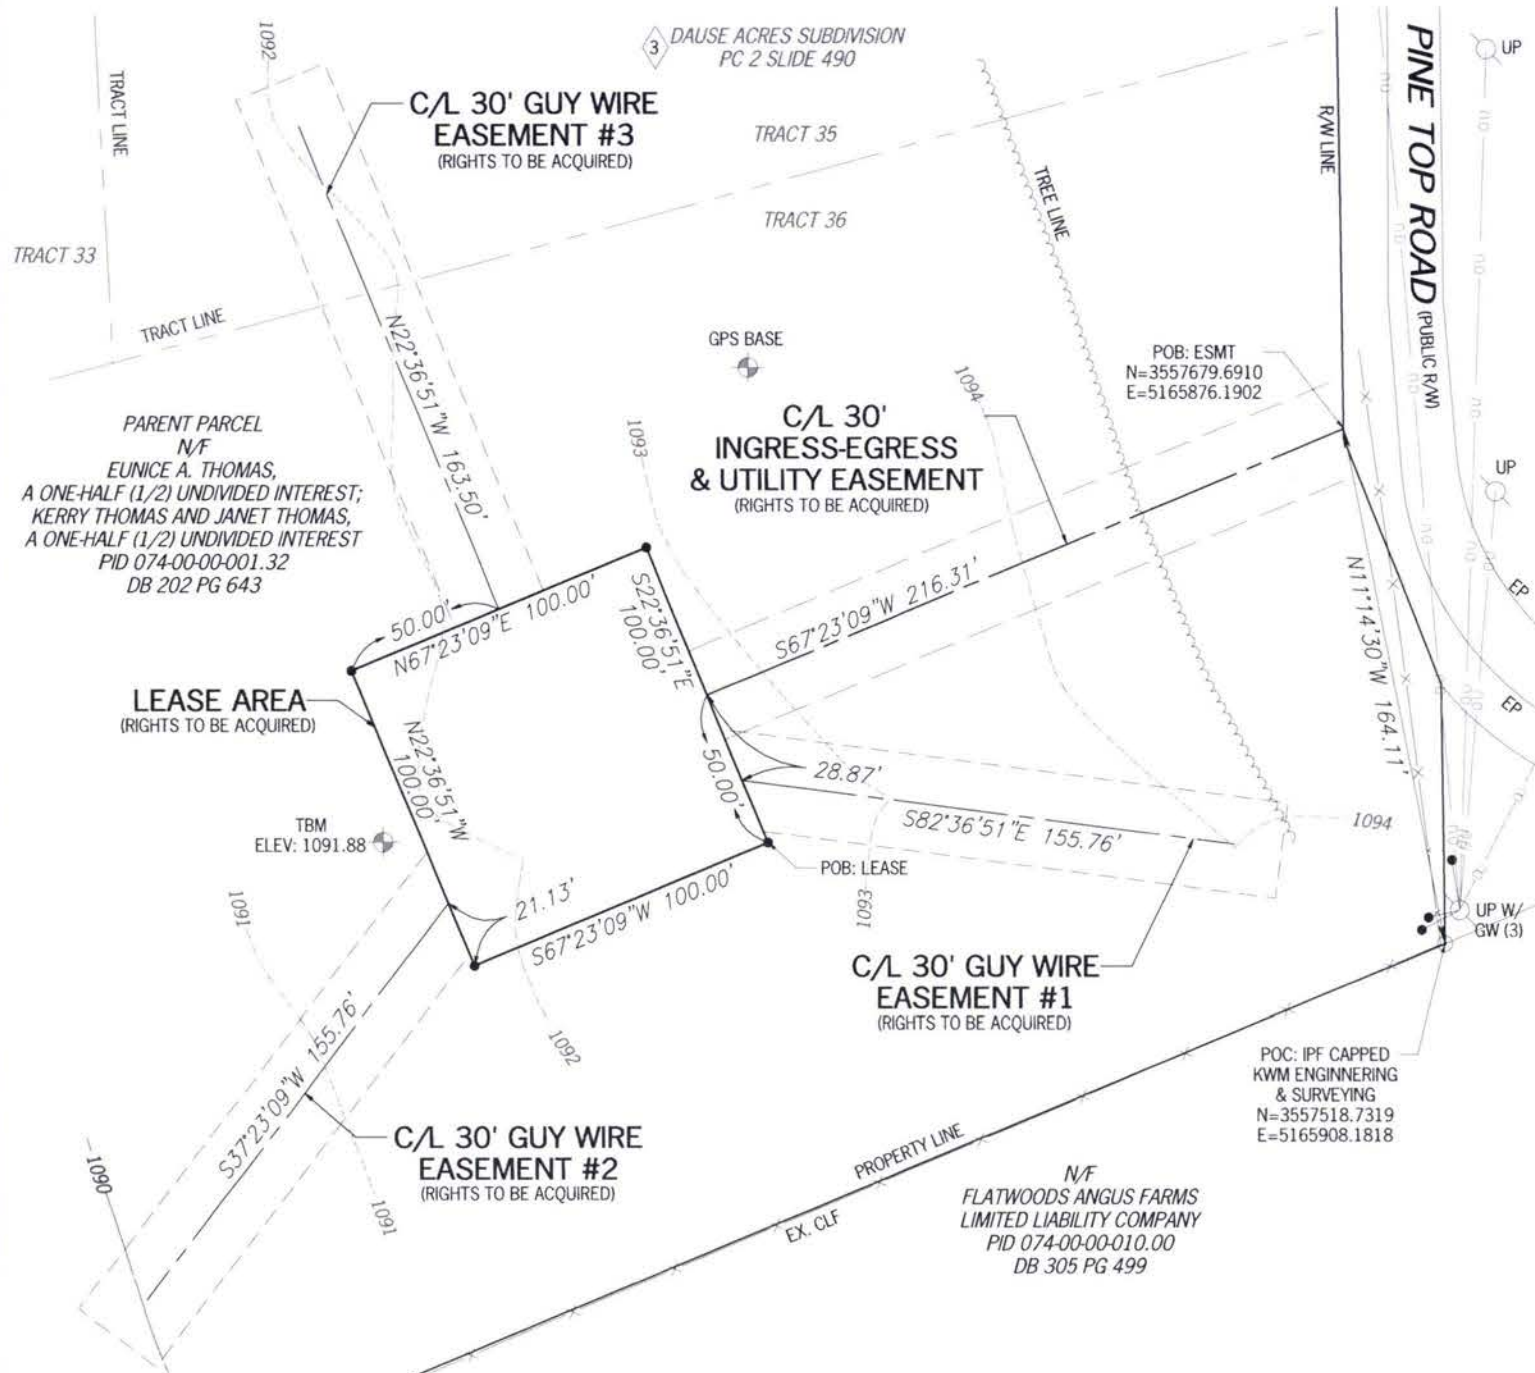 1092
TRACT LINE
3
DAUSE ACRES SUBDIVISION
PC 2 SLIDE 490
C/L 30' GUY WIRE
EASEMENT #3
(RIGHTS TO BE ACQUIRED)
TRACT 35
TRACT 36
TREE LINE
R/W LINE
PINE TOP ROAD
(PUBLIC R/W)
UP
TRACT 33
TRACT LINE
N22°36'51"W 163.50'
GPS BASE
POB: ESMT
N=3557679.6910
E=5165876.1902
1094
PARENT PARCEL
N/F
EUNICE A. THOMAS,
A ONE-HALF (1/2) UNDIVIDED INTEREST;
KERRY THOMAS AND JANET THOMAS,
A ONE-HALF (1/2) UNDIVIDED INTEREST
PID 074-00-00-001.32
DB 202 PG 643
1093
C/L 30'
INGRESS-EGRESS
& UTILITY EASEMENT
(RIGHTS TO BE ACQUIRED)
UP
EP
EP
50.00'
N67°23'09"E 100.00'
S22°36'51"E
100.00'
S67°23'09"W 216.31'
N11°14'30"W 164.11'
LEASE AREA
(RIGHTS TO BE ACQUIRED)
N22°36'51"W
100.00'
50.00'
28.87'
S82°36'51"E 155.76'
1094
TBM
ELEV: 1091.88
POB: LEASE
1093
1091
21.13'
S67°23'09"W 100.00'
UP W/
GW (3)
C/L 30' GUY WIRE
EASEMENT #1
(RIGHTS TO BE ACQUIRED)
1092
POC: IPF CAPPED
KWM ENGINNERING
& SURVEYING
N=3557518.7319
E=5165908.1818
S37°23'09"W 155.76'
C/L 30' GUY WIRE
EASEMENT #2
(RIGHTS TO BE ACQUIRED)
1090
1091
PROPERTY LINE
EX. CLF
N/F
FLATWOODS ANGUS FARMS
LIMITED LIABILITY COMPANY
PID 074-00-00-010.00
DB 305 PG 499